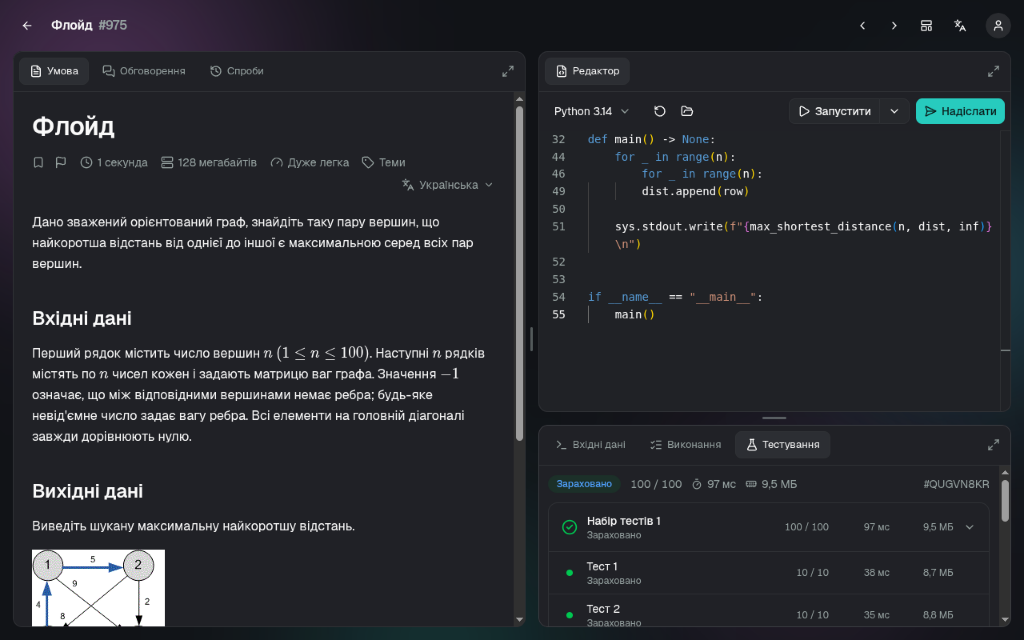 Флойд #975
Умова
Обговорення
Спроби
Флойд
1 секунда
128 мегабайтів
Дуже легка
Теми
Українська
Дано зважений орієнтований граф, знайдіть таку пару вершин, що
найкоротша відстань від однієї до іншої є максимальною серед всіх пар
вершин.
Вхідні дані
Перший рядок містить число вершин n (1 ≤ n ≤ 100). Наступні n рядків
містять по n чисел кожен і задають матрицю ваг графа. Значення −1
означає, що між відповідними вершинами немає ребра; будь-яке
невід'ємне число задає вагу ребра. Всі елементи на головній діагоналі
завжди дорівнюють нулю.
Вихідні дані
Виведіть шукану максимальну найкоротшу відстань.
1
5
2
9
4
2
8
Редактор
Python 3.14
Запустити
Надіслати
32 def main() -> None:
44 for _ in range(n):
46 for _ in range(n):
49 dist.append(row)
50
51 sys.stdout.write(f"{max_shortest_distance(n, dist, inf)}
\n")
52
53
54 if __name__ == "__main__":
55 main()
Вхідні дані
Виконання
Тестування
Зараховано 100 / 100 97 мс 9,5 МБ #QUGVN8KR
Набір тестів 1 100 / 100 97 мс 9,5 МБ
Зараховано
Тест 1 10 / 10 38 мс 8,7 МБ
Зараховано
Тест 2 10 / 10 35 мс 8,8 МБ
Зараховано